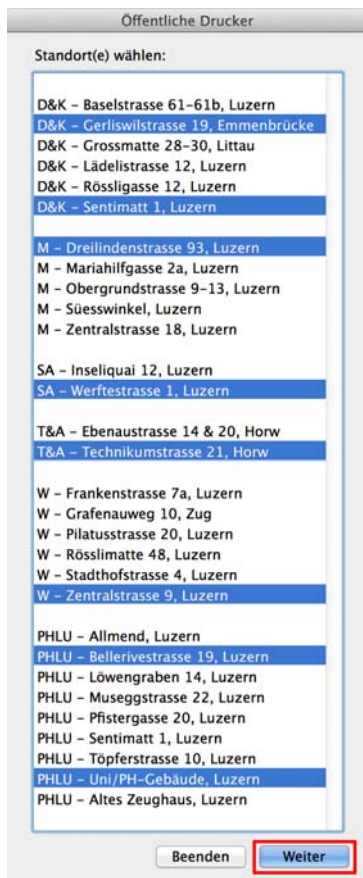 Öffentliche Drucker
Standort(e) wählen:
D&K – Baselstrasse 61–61b, Luzern
D&K – Gerliswilstrasse 19, Emmenbrücke
D&K – Grossmatte 28–30, Littau
D&K – Lädelistrasse 12, Luzern
D&K – Rössligasse 12, Luzern
D&K – Sentimatt 1, Luzern
M – Dreilindenstrasse 93, Luzern
M – Mariahilfgasse 2a, Luzern
M – Obergrundstrasse 9–13, Luzern
M – Süesswinkel, Luzern
M – Zentralstrasse 18, Luzern
SA – Inseliquai 12, Luzern
SA – Werftestrasse 1, Luzern
T&A – Ebenaustrasse 14 & 20, Horw
T&A – Technikumstrasse 21, Horw
W – Frankenstrasse 7a, Luzern
W – Grafenauweg 10, Zug
W – Pilatusstrasse 20, Luzern
W – Rösslimatte 48, Luzern
W – Stadthofstrasse 4, Luzern
W – Zentralstrasse 9, Luzern
PHLU – Allmend, Luzern
PHLU – Bellerivestrasse 19, Luzern
PHLU – Löwengraben 14, Luzern
PHLU – Museggstrasse 22, Luzern
PHLU – Pfistergasse 20, Luzern
PHLU – Sentimatt 1, Luzern
PHLU – Töpferstrasse 10, Luzern
PHLU – Uni/PH–Gebäude, Luzern
PHLU – Altes Zeughaus, Luzern
Beenden Weiter